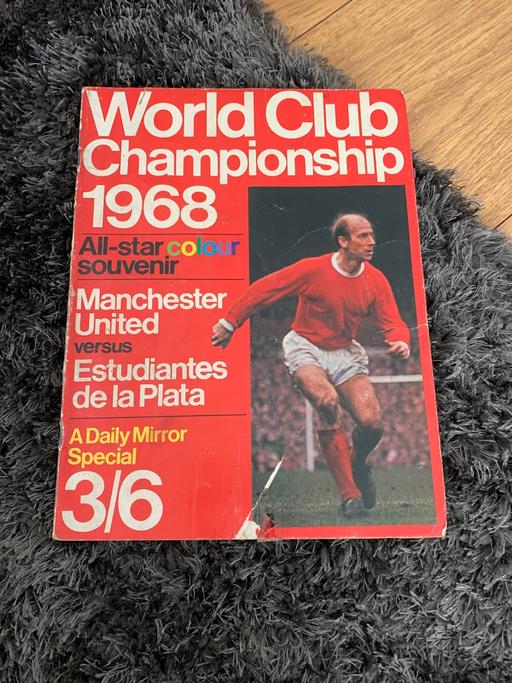 World Club
Championship
1968
All-star colour
souvenir
Manchester
United
versus
Estudiantes
de la Plata
A Daily Mirror
Special
3/6